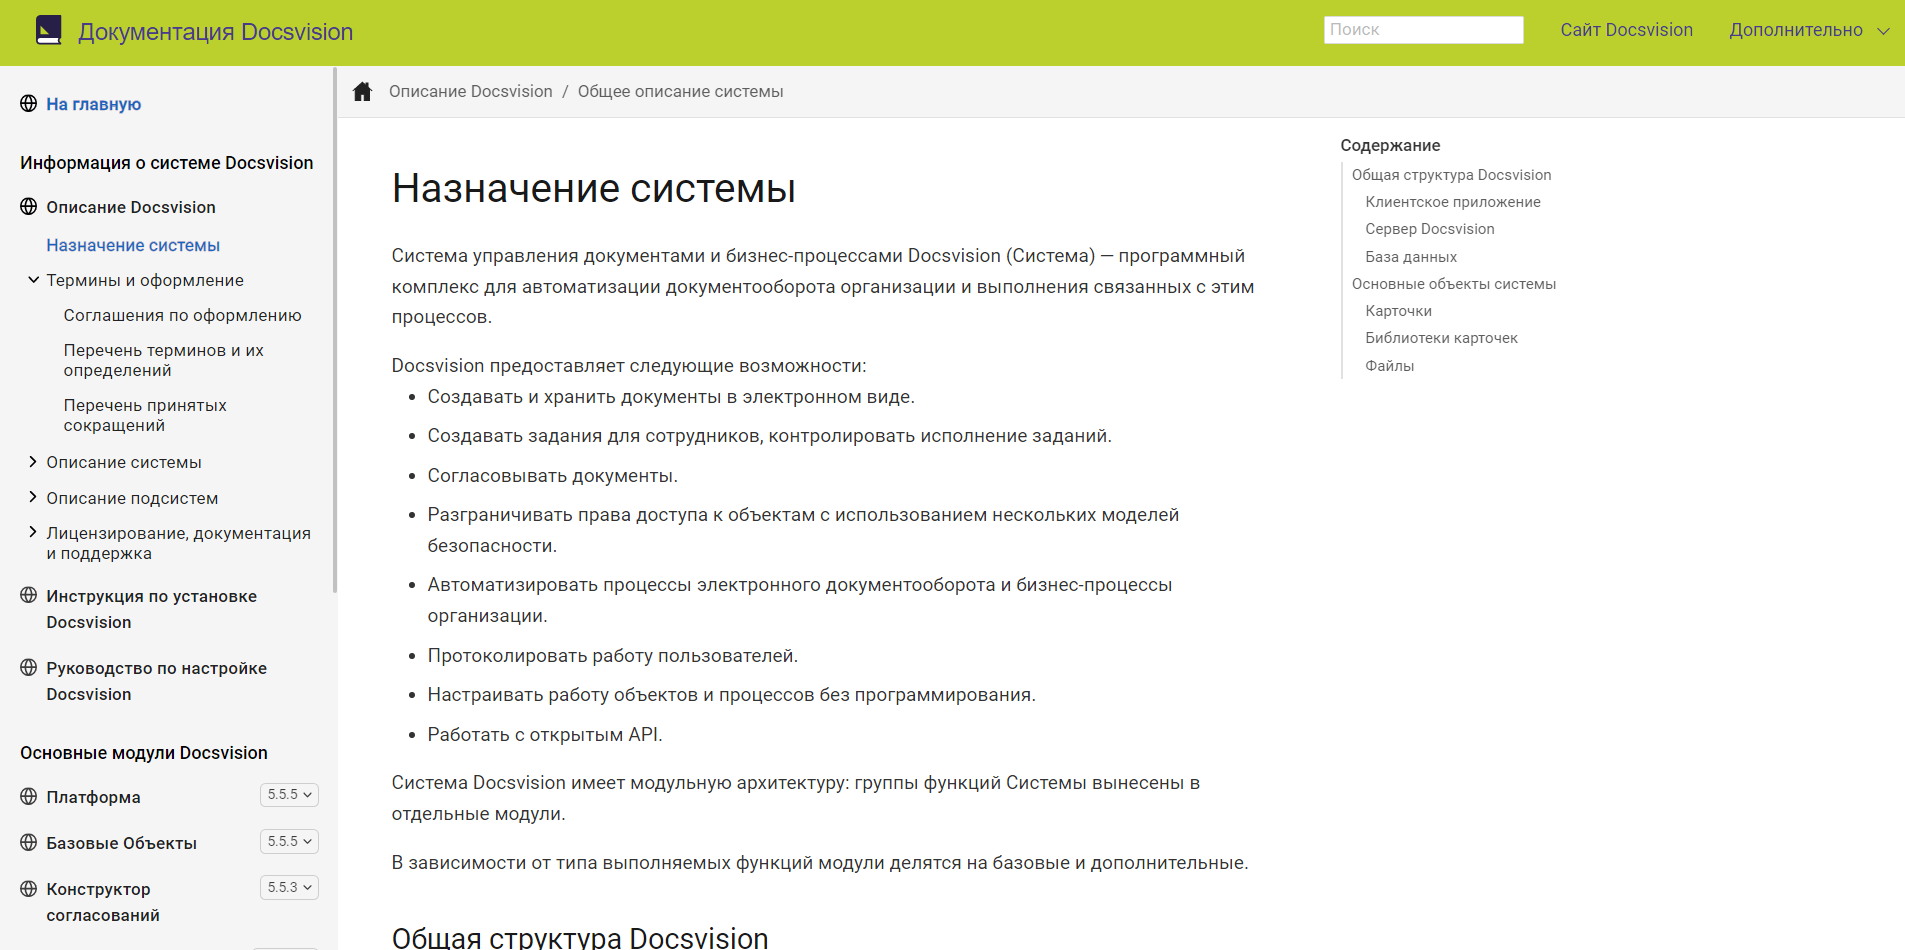 Документация Docsvision
Поиск
Сайт Docsvision
Дополнительно
На главную
Информация о системе Docsvision
Описание Docsvision
Назначение системы
Термины и оформление
Соглашения по оформлению
Перечень терминов и их
определений
Перечень принятых
сокращений
Описание системы
Описание подсистем
Лицензирование, документация
и поддержка
Инструкция по установке
Docsvision
Руководство по настройке
Docsvision
Основные модули Docsvision
Платформа 5.5.5
Базовые Объекты 5.5.5
Конструктор 5.5.3
согласований
Описание Docsvision / Общее описание системы
Назначение системы
Система управления документами и бизнес-процессами Docsvision (Система) — программный
комплекс для автоматизации документооборота организации и выполнения связанных с этим
процессов.
Docsvision предоставляет следующие возможности:
• Создавать и хранить документы в электронном виде.
• Создавать задания для сотрудников, контролировать исполнение заданий.
• Согласовывать документы.
• Разграничивать права доступа к объектам с использованием нескольких моделей
безопасности.
• Автоматизировать процессы электронного документооборота и бизнес-процессы
организации.
• Протоколировать работу пользователей.
• Настраивать работу объектов и процессов без программирования.
• Работать с открытым API.
Система Docsvision имеет модульную архитектуру: группы функций Системы вынесены в
отдельные модули.
В зависимости от типа выполняемых функций модули делятся на базовые и дополнительные.
Общая структура Docsvision
Содержание
Общая структура Docsvision
Клиентское приложение
Сервер Docsvision
База данных
Основные объекты системы
Карточки
Библиотеки карточек
Файлы